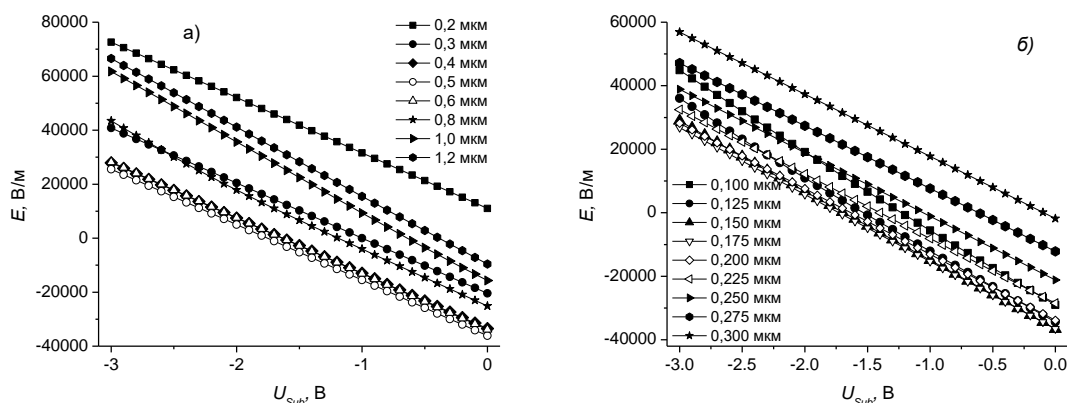 80000
60000
40000
20000
0
-20000
-40000
E, В/м
а)
0,2 мкм
0,3 мкм
0,4 мкм
0,5 мкм
0,6 мкм
0,8 мкм
1,0 мкм
1,2 мкм
-3
-2
-1
0
U_Sub, В
60000
40000
20000
0
-20000
-40000
E, В/м
б)
0,100 мкм
0,125 мкм
0,150 мкм
0,175 мкм
0,200 мкм
0,225 мкм
0,250 мкм
0,275 мкм
0,300 мкм
-3.0
-2.5
-2.0
-1.5
-1.0
-0.5
0.0
U_Sub, В